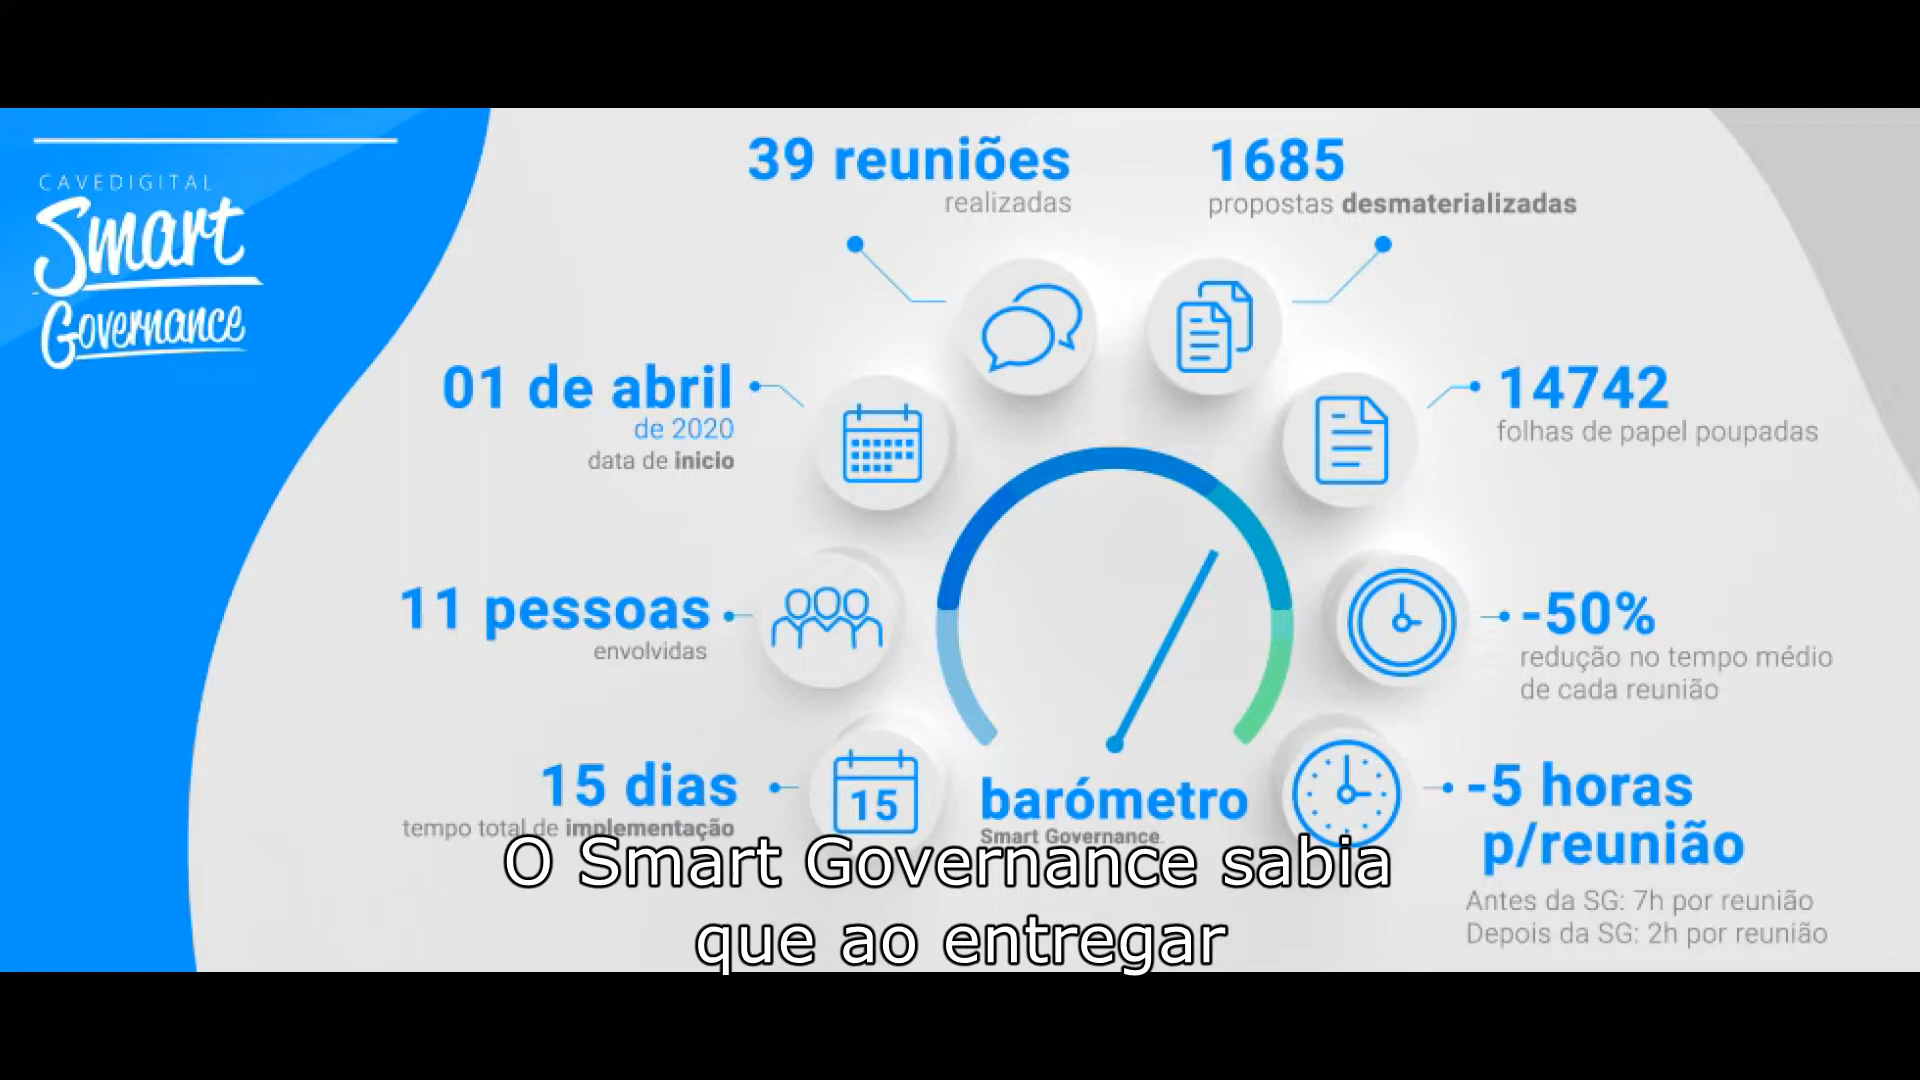 CAVEDIGITAL
Smart
Governance
39 reuniões
realizadas
1685
propostas desmaterializadas
01 de abril
de 2020
data de inicio
14742
folhas de papel poupadas
11 pessoas
envolvidas
-50%
redução no tempo médio
de cada reunião
15 dias
tempo total de implementação
15
barómetro
Smart Governance
-5 horas
p/reunião
Antes da SG: 7h por reunião
Depois da SG: 2h por reunião
O Smart Governance sabia
que ao entregar